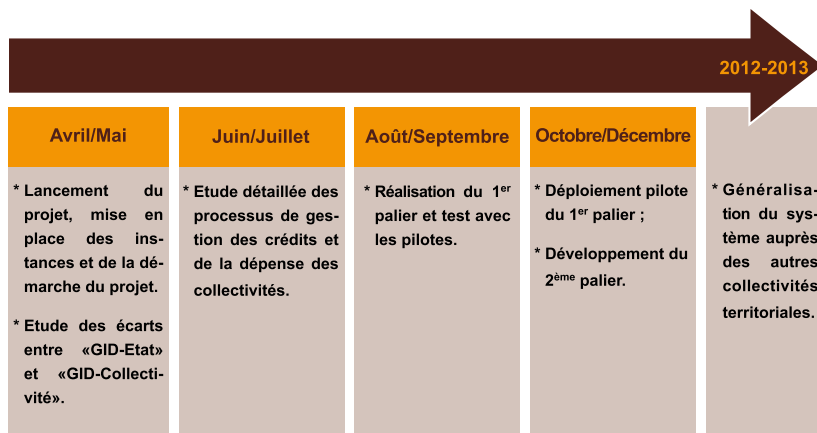 2012-2013
Avril/Mai
* Lancement du
projet, mise en
place des ins-
tances et de la dé-
marche du projet.
* Etude des écarts
entre «GID-Etat»
et «GID-Collecti-
vité».
Juin/Juillet
* Etude détaillée des
processus de ges-
tion des crédits et
de la dépense des
collectivités.
Août/Septembre
* Réalisation du 1er
palier et test avec
les pilotes.
Octobre/Décembre
* Déploiement pilote
du 1er palier ;
* Développement du
2ème palier.
* Généralisa-
tion du sys-
tème auprès
des autres
collectivités
territoriales.